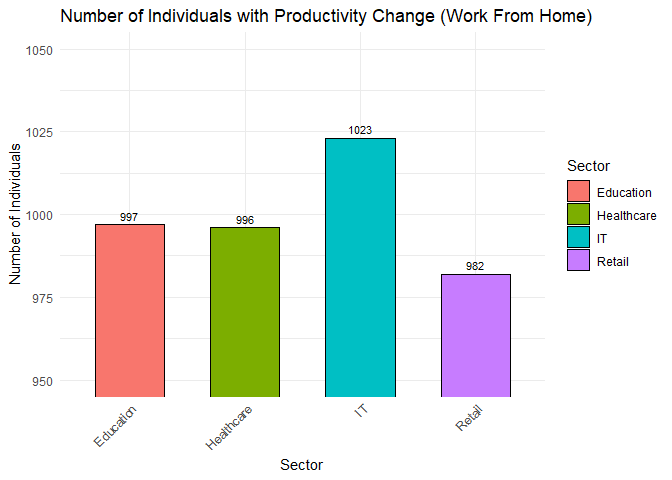 Number of Individuals with Productivity Change (Work From Home)
1050
1025
1000
975
950
Number of Individuals
997
996
1023
982
Education
Healthcare
IT
Retail
Sector
Sector
Education
Healthcare
IT
Retail